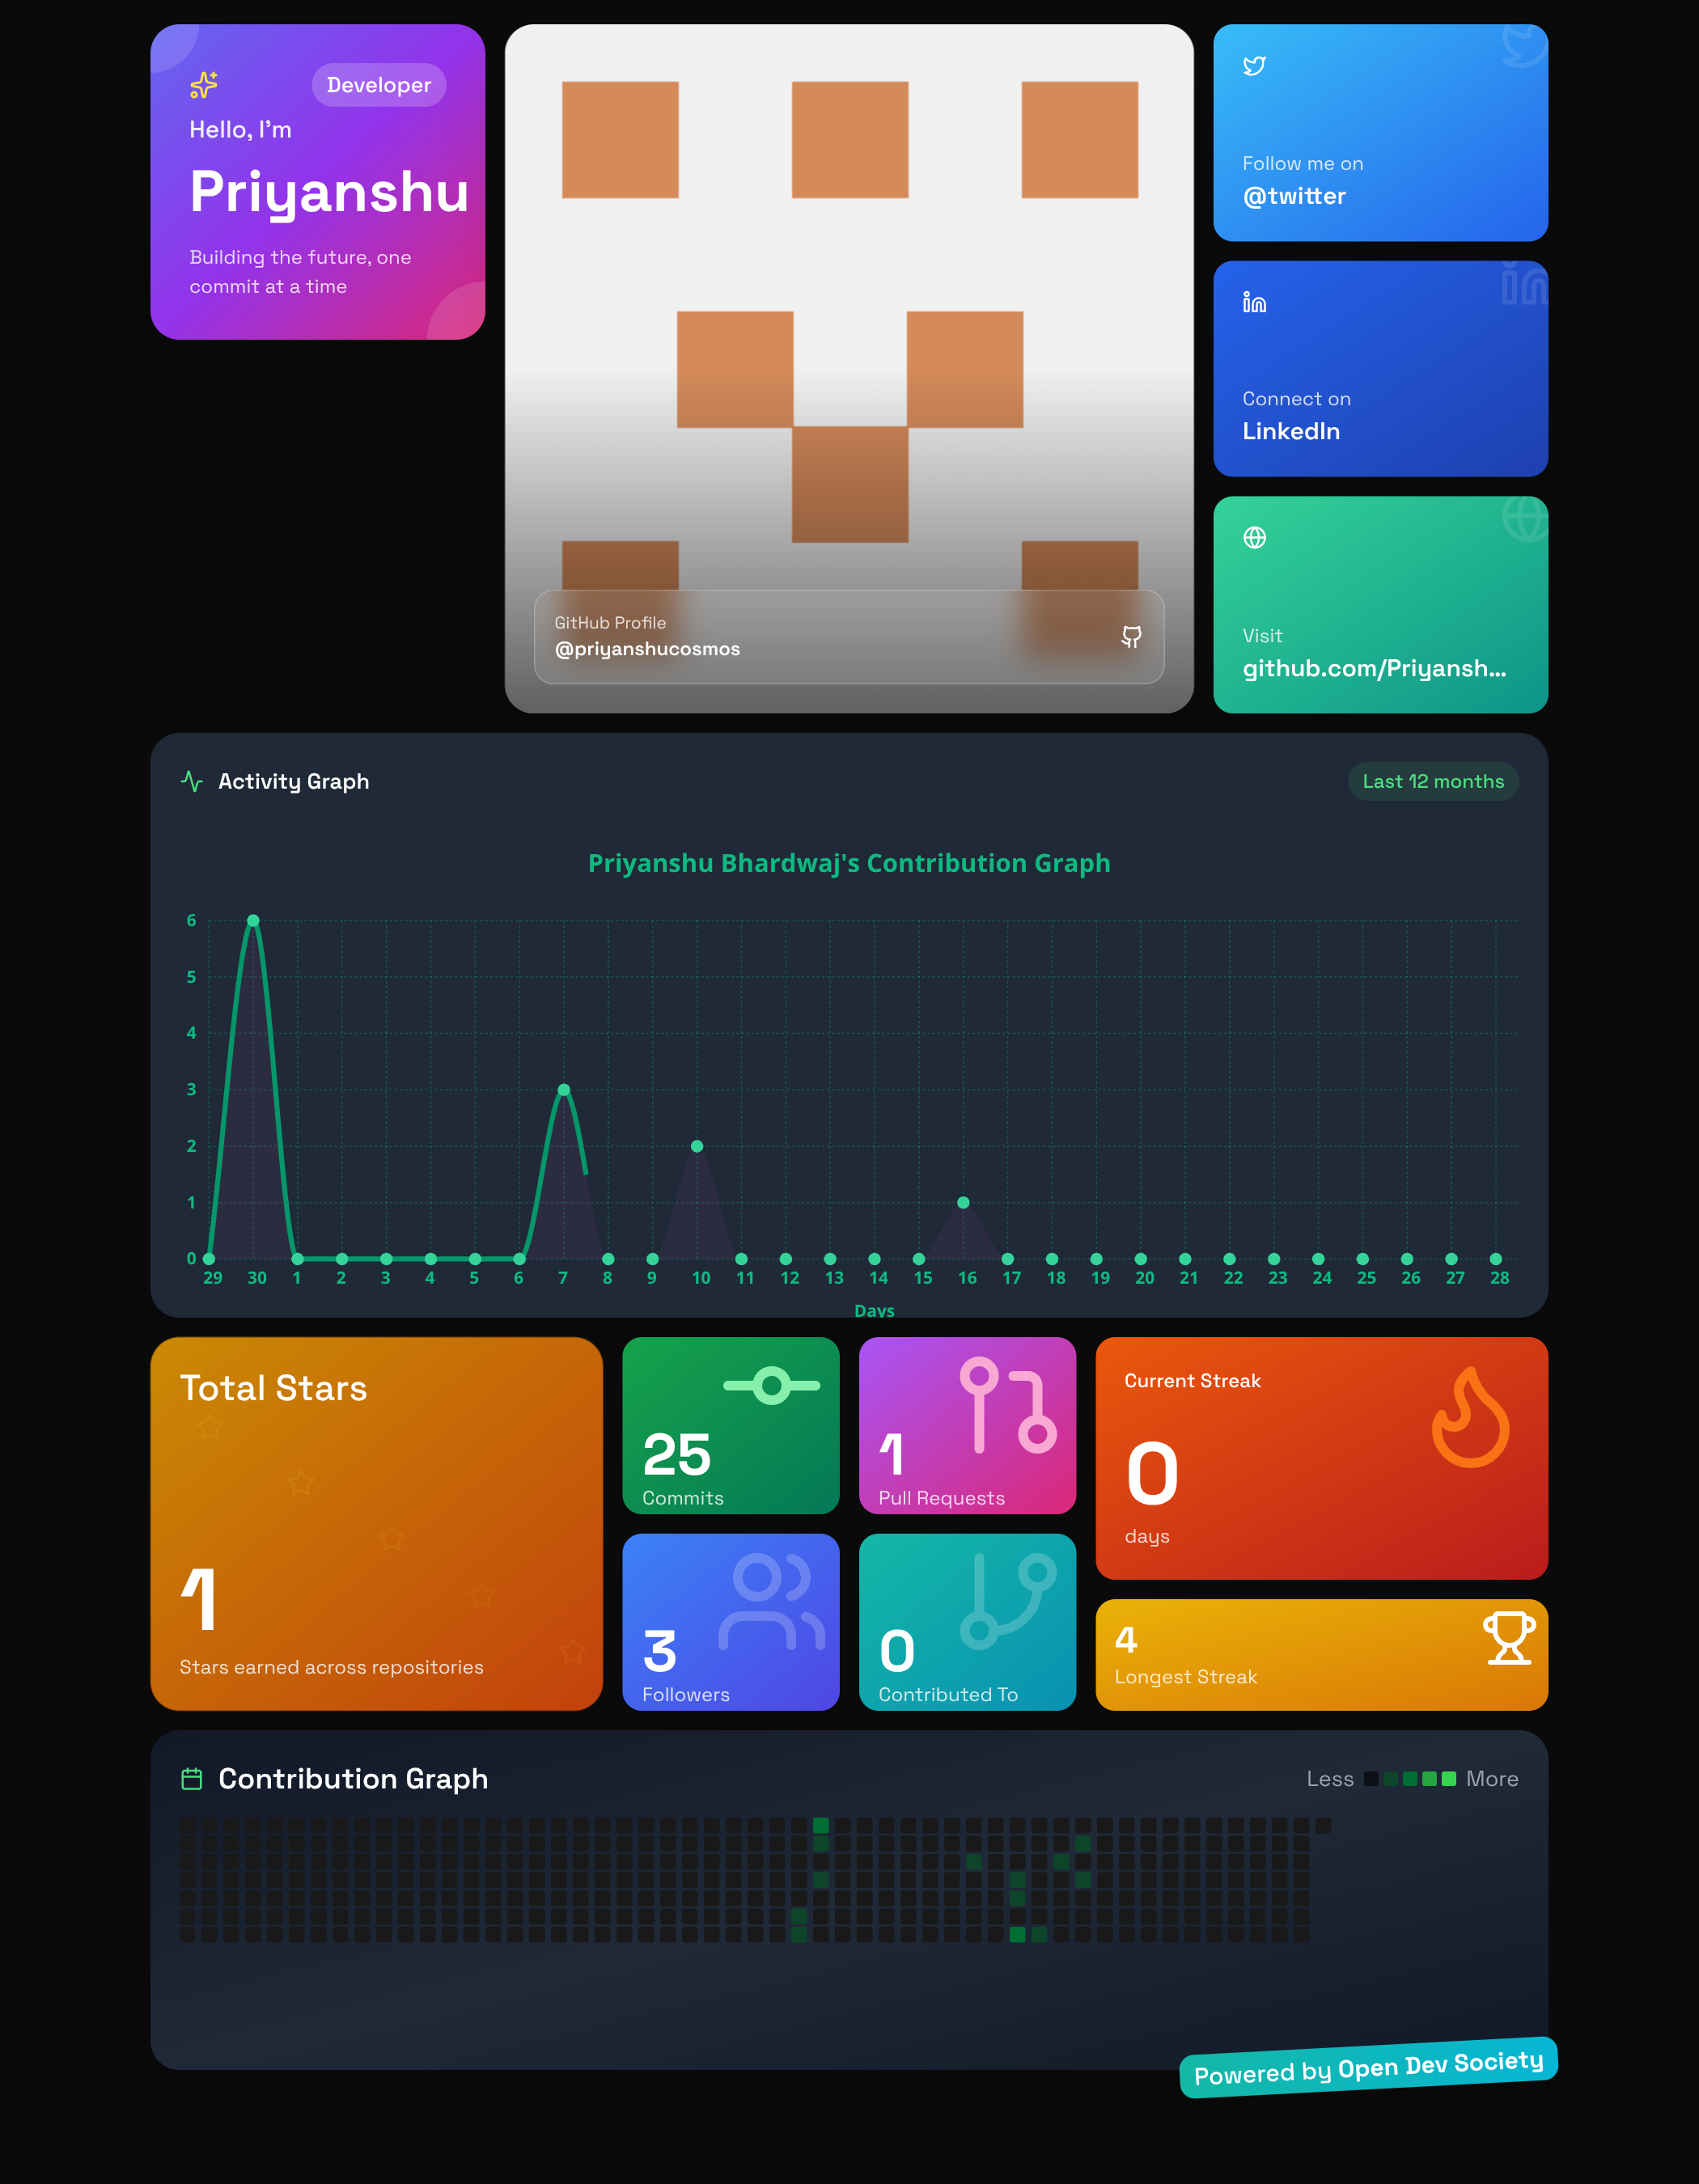 Developer
Hello, I'm
Priyanshu
Building the future, one
commit at a time
GitHub Profile
@priyanshucosmos
Follow me on
@twitter
Connect on
LinkedIn
Visit
github.com/Priyansh...
Activity Graph
Last 12 months
Priyanshu Bhardwaj's Contribution Graph
6
5
4
3
2
1
0
29 30 1 2 3 4 5 6 7 8 9 10 11 12 13 14 15 16 17 18 19 20 21 22 23 24 25 26 27 28
Days
Total Stars
1
Stars earned across repositories
25
Commits
1
Pull Requests
3
Followers
0
Contributed To
Current Streak
0
days
4
Longest Streak
Contribution Graph
Less More
Powered by Open Dev Society